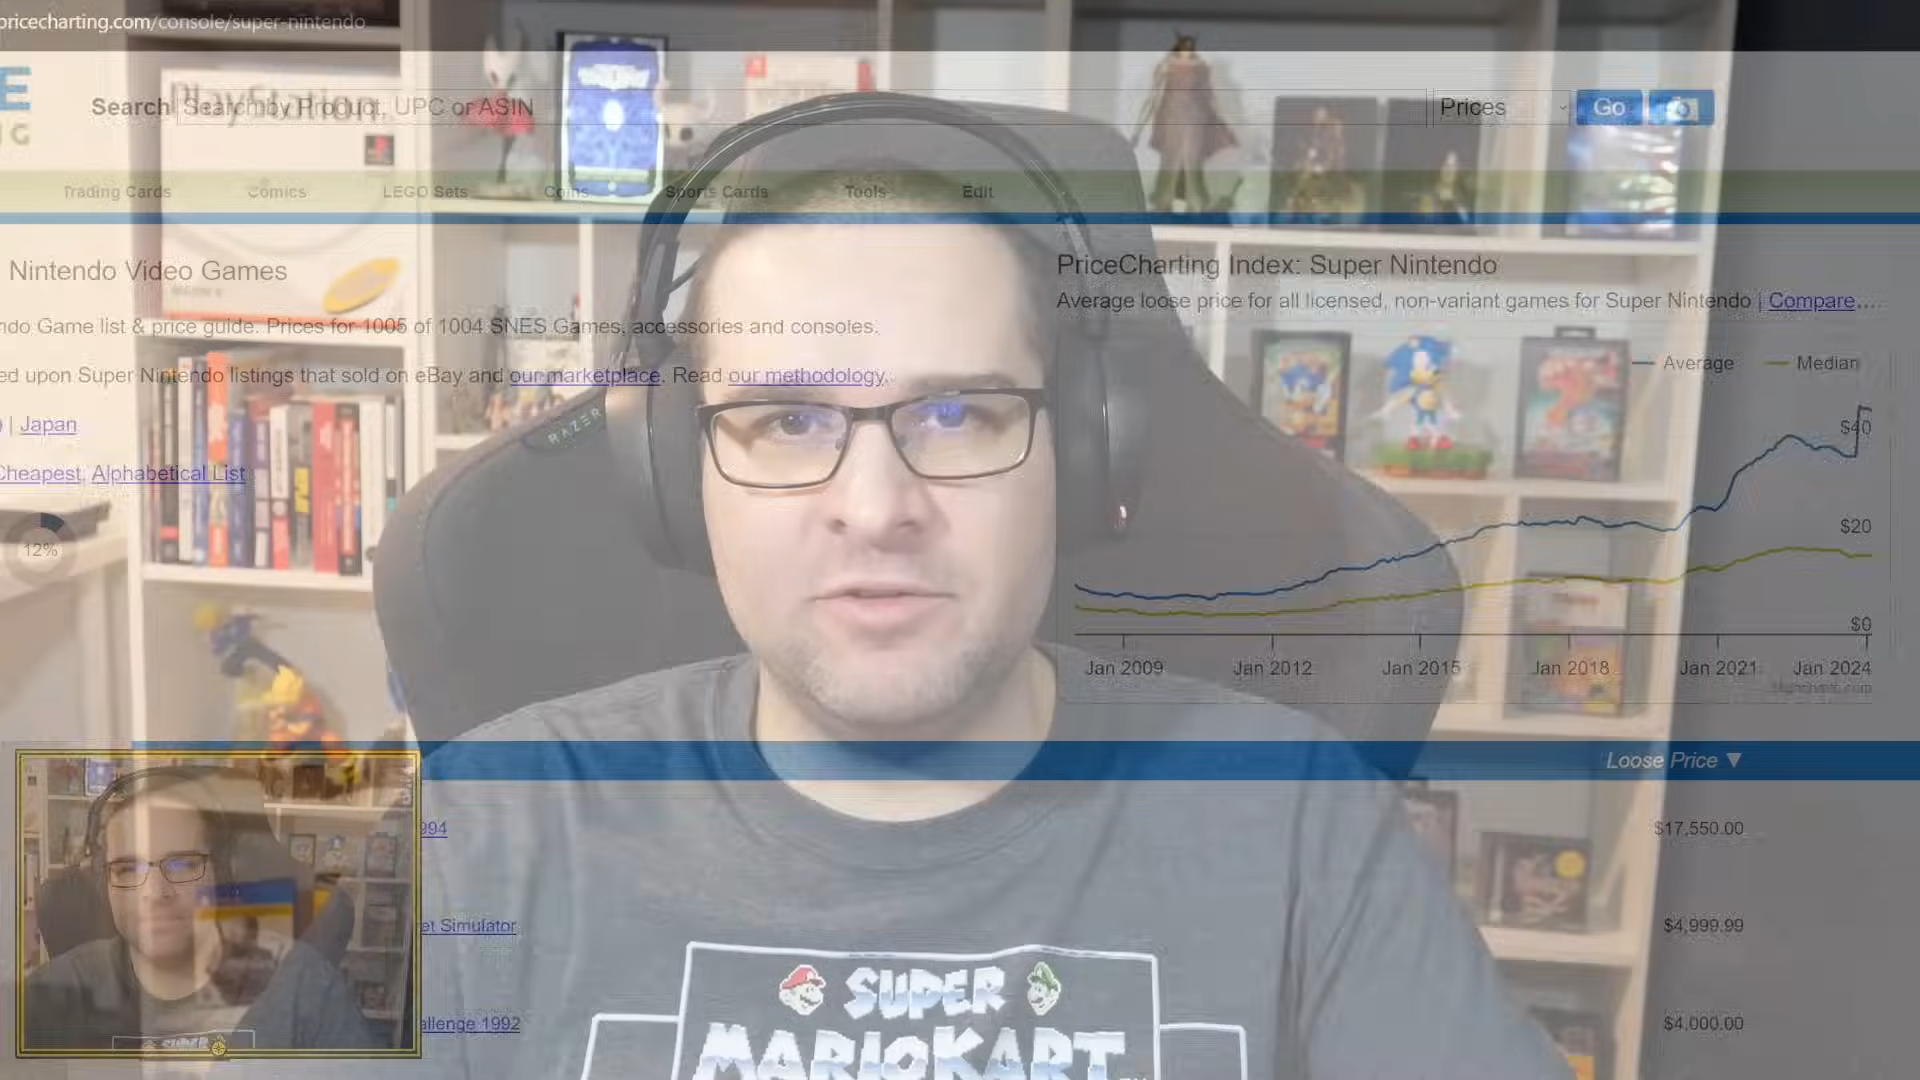 pricecharting.com/console/super-nintendo
E
G
PlayStation
Search Search by Product, UPC or ASIN
Prices
Go
Trading Cards
Comics
LEGO Sets
Coins
Sports Cards
Tools
Edit
Nintendo Video Games
ndo Game list & price guide. Prices for 1005 of 1004 SNES Games, accessories and consoles.
ed upon Super Nintendo listings that sold on eBay and our marketplace. Read our methodology.
| Japan
Cheapest, Alphabetical List
12%
RAZER
PriceCharting Index: Super Nintendo
Average loose price for all licensed, non-variant games for Super Nintendo | Compare....
Average
Median
$40
$20
$0
Jan 2009
Jan 2012
Jan 2015
Jan 2018
Jan 2021
Jan 2024
Highcharts.com
Loose Price ▼
994
$17,550.00
et Simulator
$4,999.99
allenge 1992
$4,000.00
SUPER
MARIOKART
SUPER